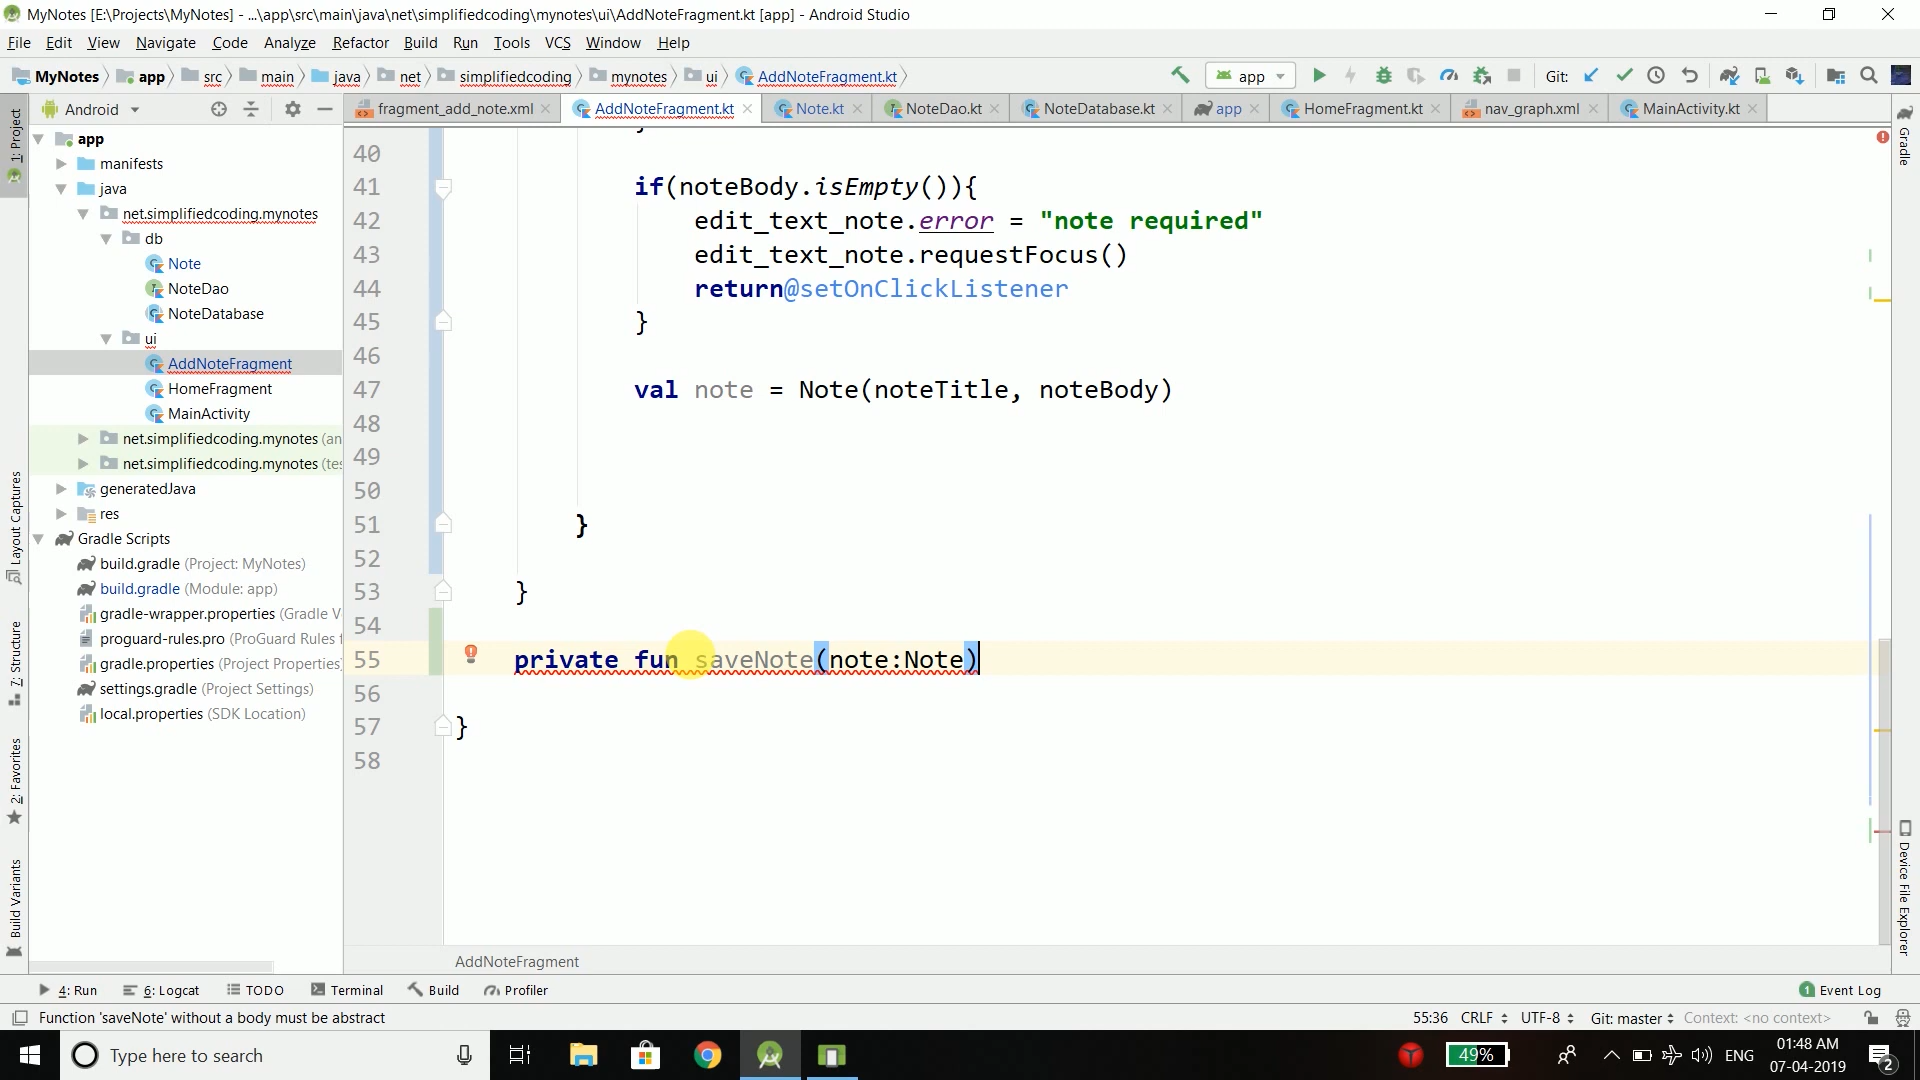 MyNotes [E:\Projects\MyNotes] - ...\app\src\main\java\net\simplifiedcoding\mynotes\ui\AddNoteFragment.kt [app] - Android Studio
File Edit View Navigate Code Analyze Refactor Build Run Tools VCS Window Help
MyNotes app src main java net simplifiedcoding mynotes ui AddNoteFragment.kt app Git:
Android fragment_add_note.xml AddNoteFragment.kt Note.kt NoteDao.kt NoteDatabase.kt app HomeFragment.kt nav_graph.xml MainActivity.kt
1: Project
Layout Captures
7: Structure
2: Favorites
Build Variants
app
manifests
java
net.simplifiedcoding.mynotes
db
Note
NoteDao
NoteDatabase
ui
AddNoteFragment
HomeFragment
MainActivity
net.simplifiedcoding.mynotes (an
net.simplifiedcoding.mynotes (tes
generatedJava
res
Gradle Scripts
build.gradle (Project: MyNotes)
build.gradle (Module: app)
gradle-wrapper.properties (Gradle V
proguard-rules.pro (ProGuard Rules f
gradle.properties (Project Properties)
settings.gradle (Project Settings)
local.properties (SDK Location)
}
40
41 if(noteBody.isEmpty()){
42 edit_text_note.error = "note required"
43 edit_text_note.requestFocus()
44 return@setOnClickListener
45 }
46
47 val note = Note(noteTitle, noteBody)
48
49
50
51 }
52
53 }
54
55 private fun saveNote(note:Note)
56
57 }
58
AddNoteFragment
Gradle
Device File Explorer
4: Run 6: Logcat TODO Terminal Build Profiler 1 Event Log
Function 'saveNote' without a body must be abstract 55:36 CRLF UTF-8 Git: master Context: <no context>
Type here to search 49% ENG 01:48 AM
07-04-2019 2